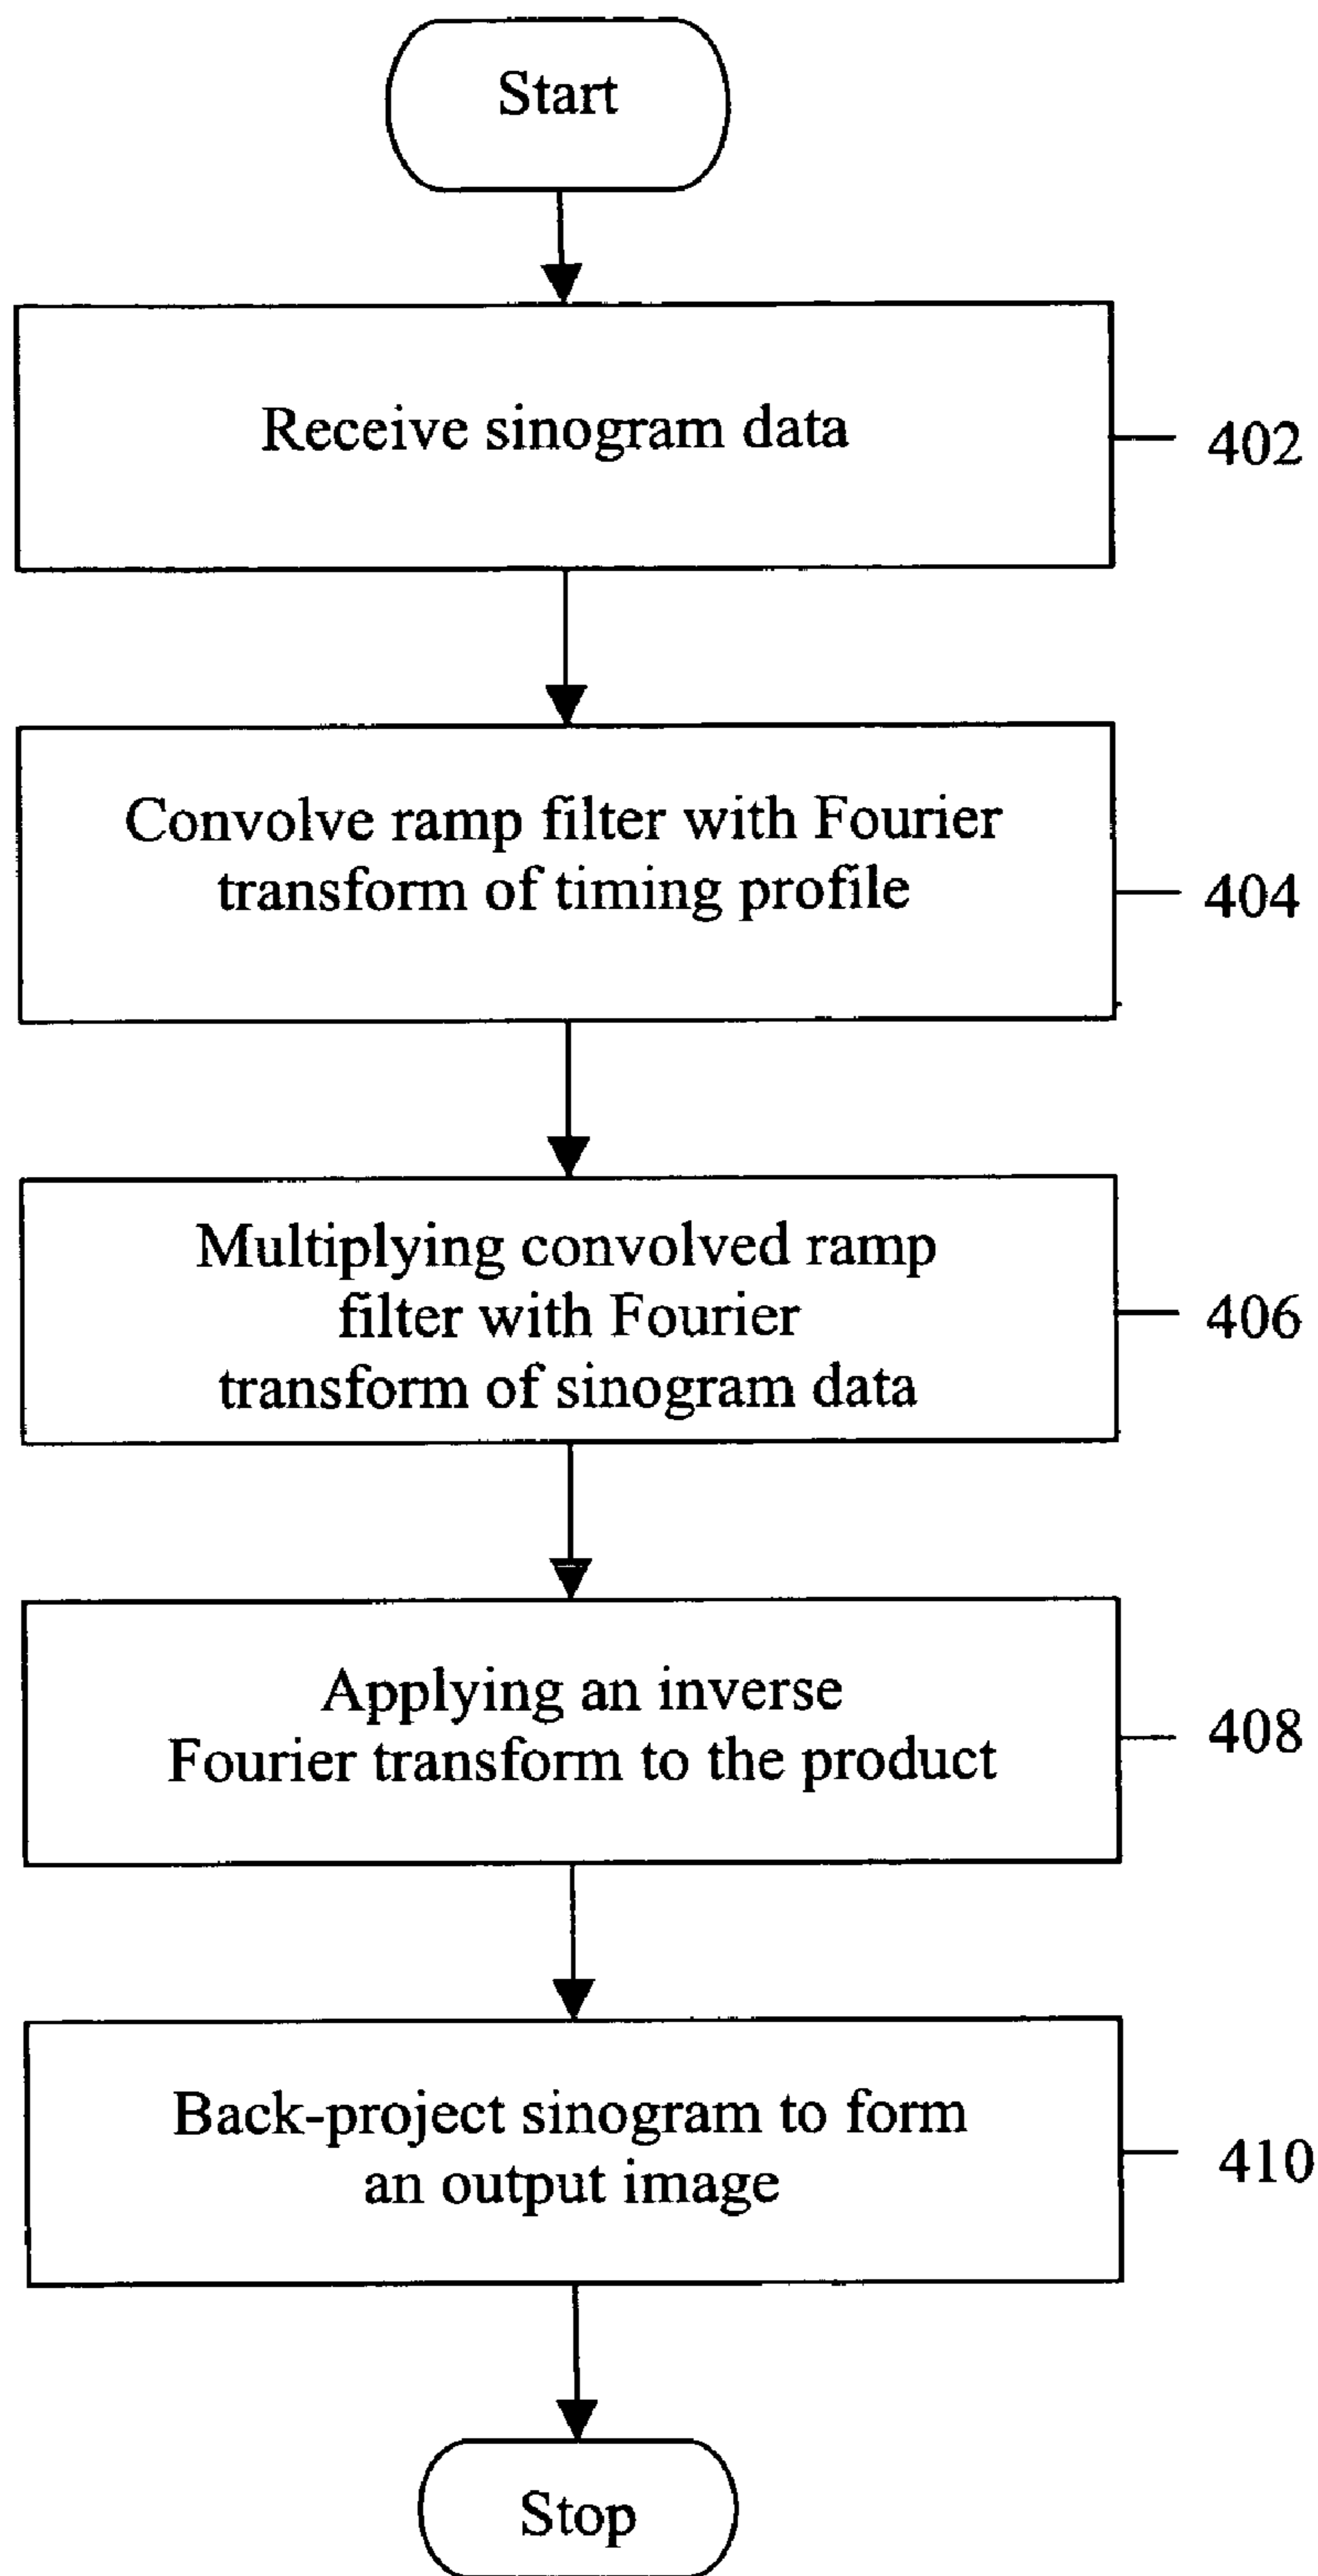 Start
Receive sinogram data
402
Convolve ramp filter with Fourier
transform of timing profile
404
Multiplying convolved ramp
filter with Fourier
transform of sinogram data
406
Applying an inverse
Fourier transform to the product
408
Back-project sinogram to form
an output image
410
Stop